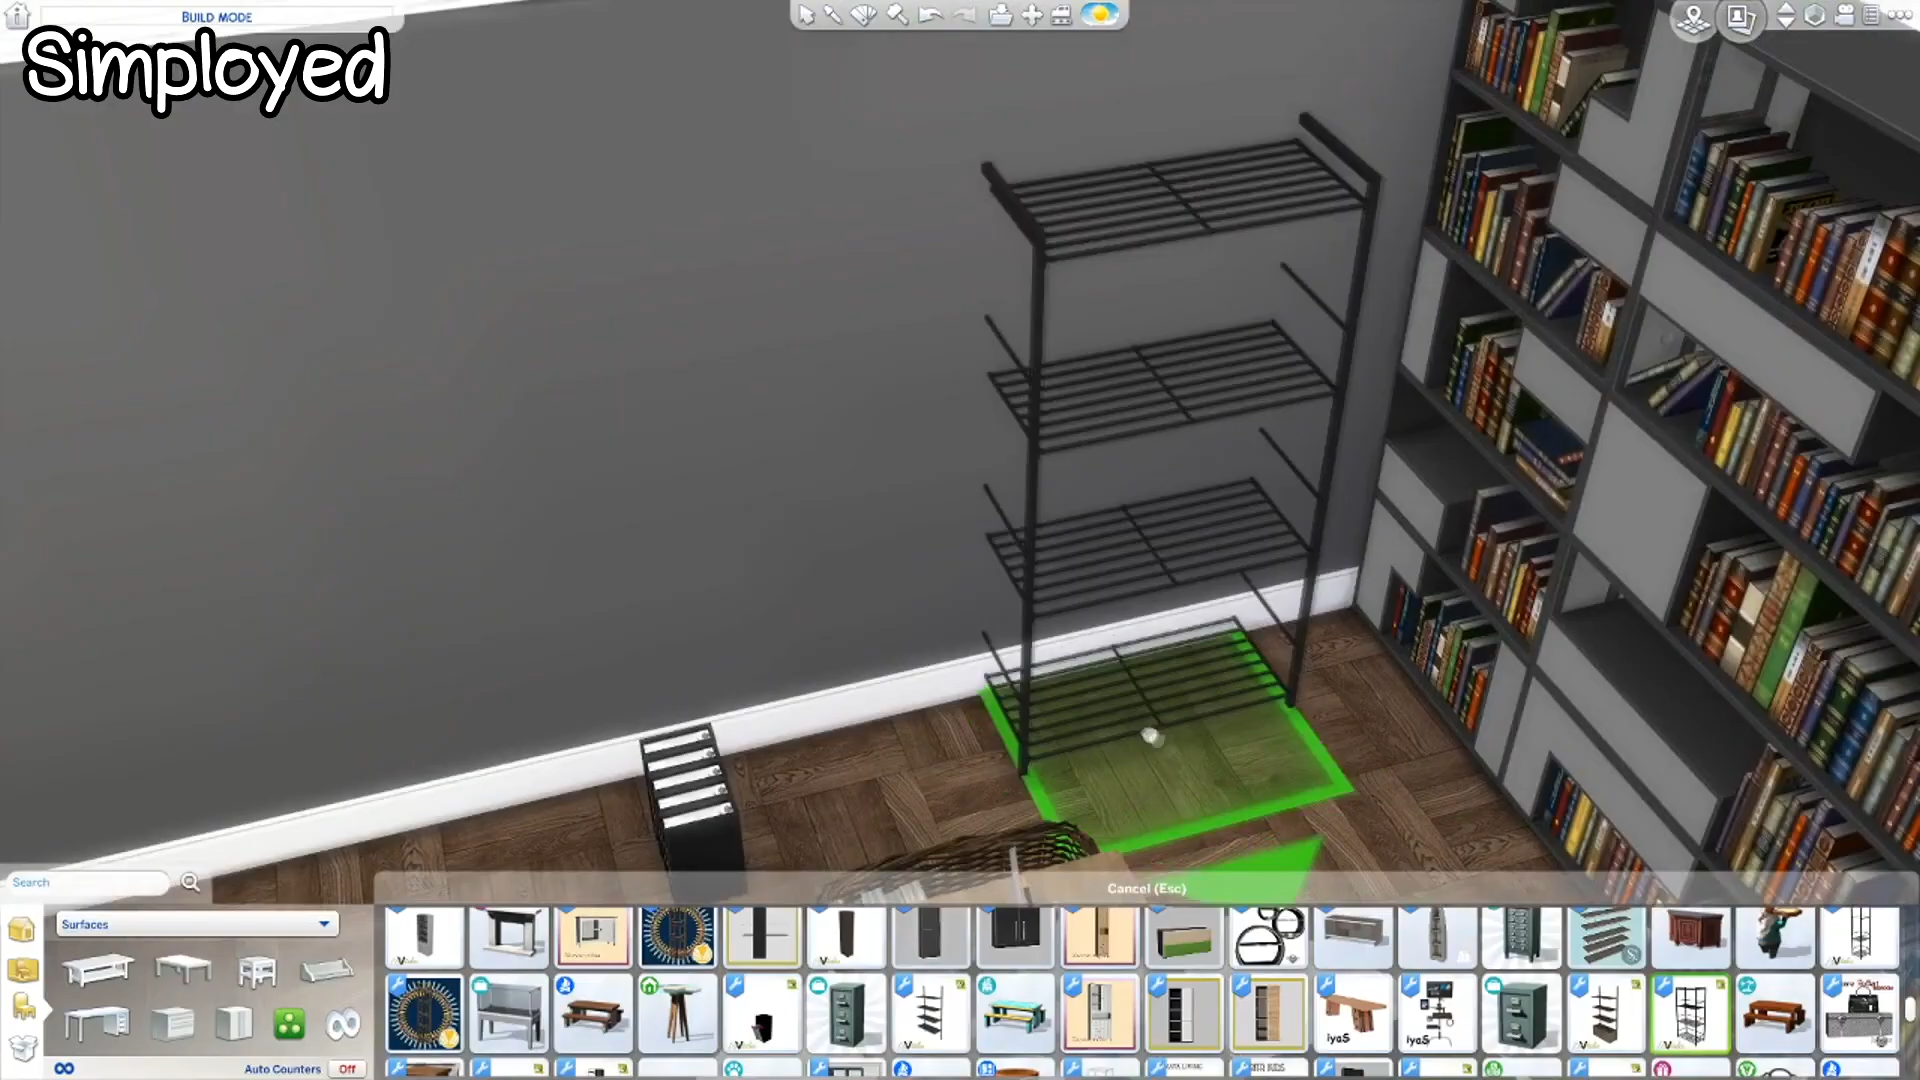 BUILD MODE
Simployed
Search
Cancel (Esc)
Surfaces
iyaS
iyaS
Auto Counters
Off